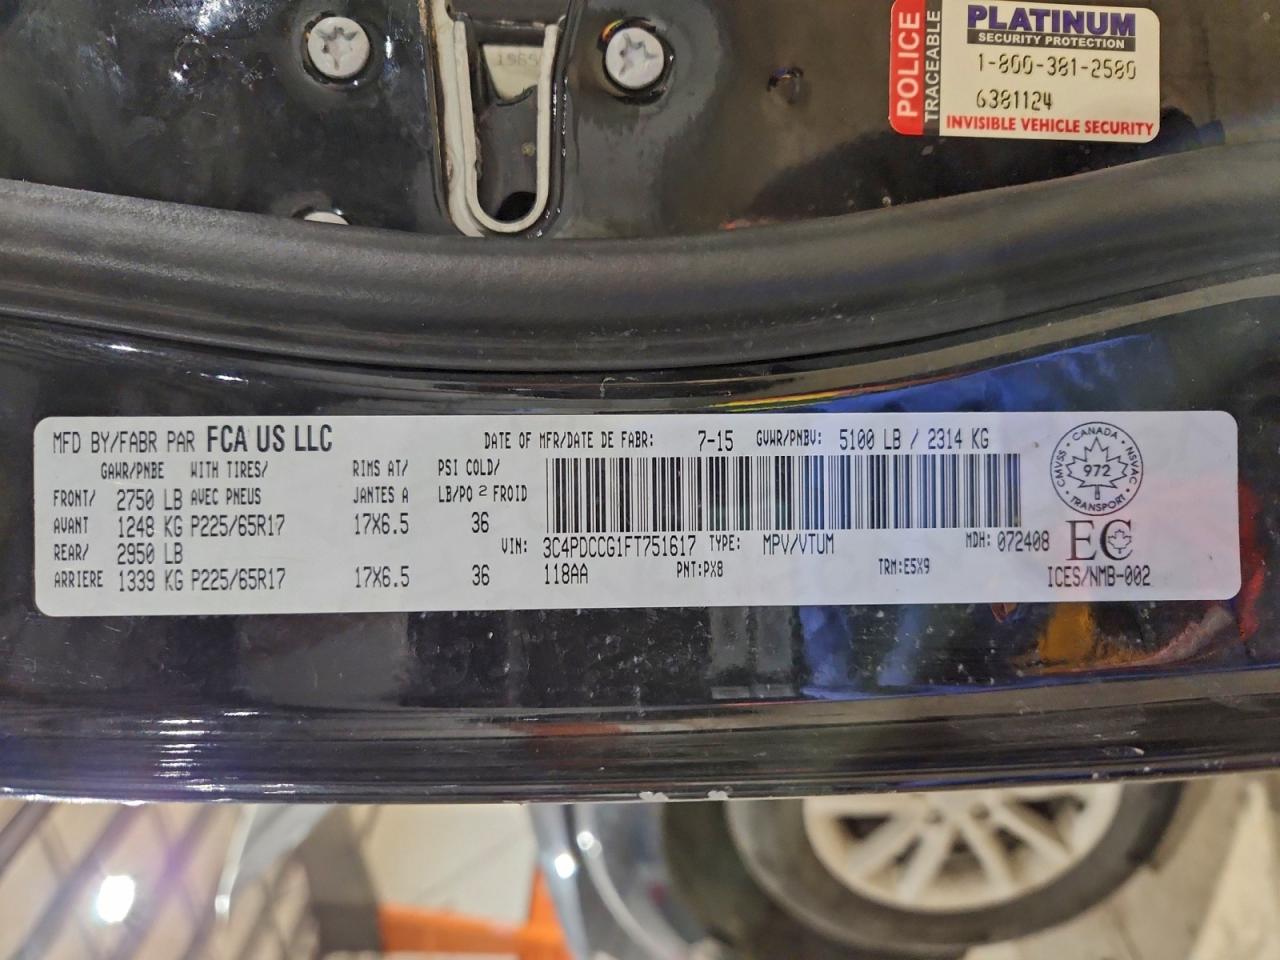 1965
POLICE TRACEABLE
PLATINUM
SECURITY PROTECTION
1-800-381-2580
6381124
INVISIBLE VEHICLE SECURITY
MFD BY/FABR PAR FCA US LLC DATE OF MFR/DATE DE FABR: 7-15 GVWR/PNBV: 5100 LB / 2314 KG
GAWR/PNBE WITH TIRES/ RIMS AT/ PSI COLD/
FRONT/ 2750 LB AVEC PNEUS JANTES A LB/PO 2 FROID
AVANT 1248 KG P225/65R17 17X6.5 36
REAR/ 2950 LB VIN: 3C4PDCCG1FT751617 TYPE: MPV/VTUM MDH: 072408
ARRIERE 1339 KG P225/65R17 17X6.5 36 118AA PNT:PX8 TRM:E5X9
CANADA
CMVSS 972 NSVAC
TRANSPORT
EC
ICES/NMB-002